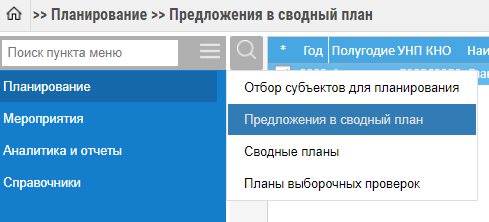 >> Планирование >> Предложения в сводный план
Поиск пункта меню
* Год Полугодие УНП КНО
Планирование
Отбор субъектов для планирования
Мероприятия
Предложения в сводный план
Аналитика и отчеты
Сводные планы
Справочники
Планы выборочных проверок